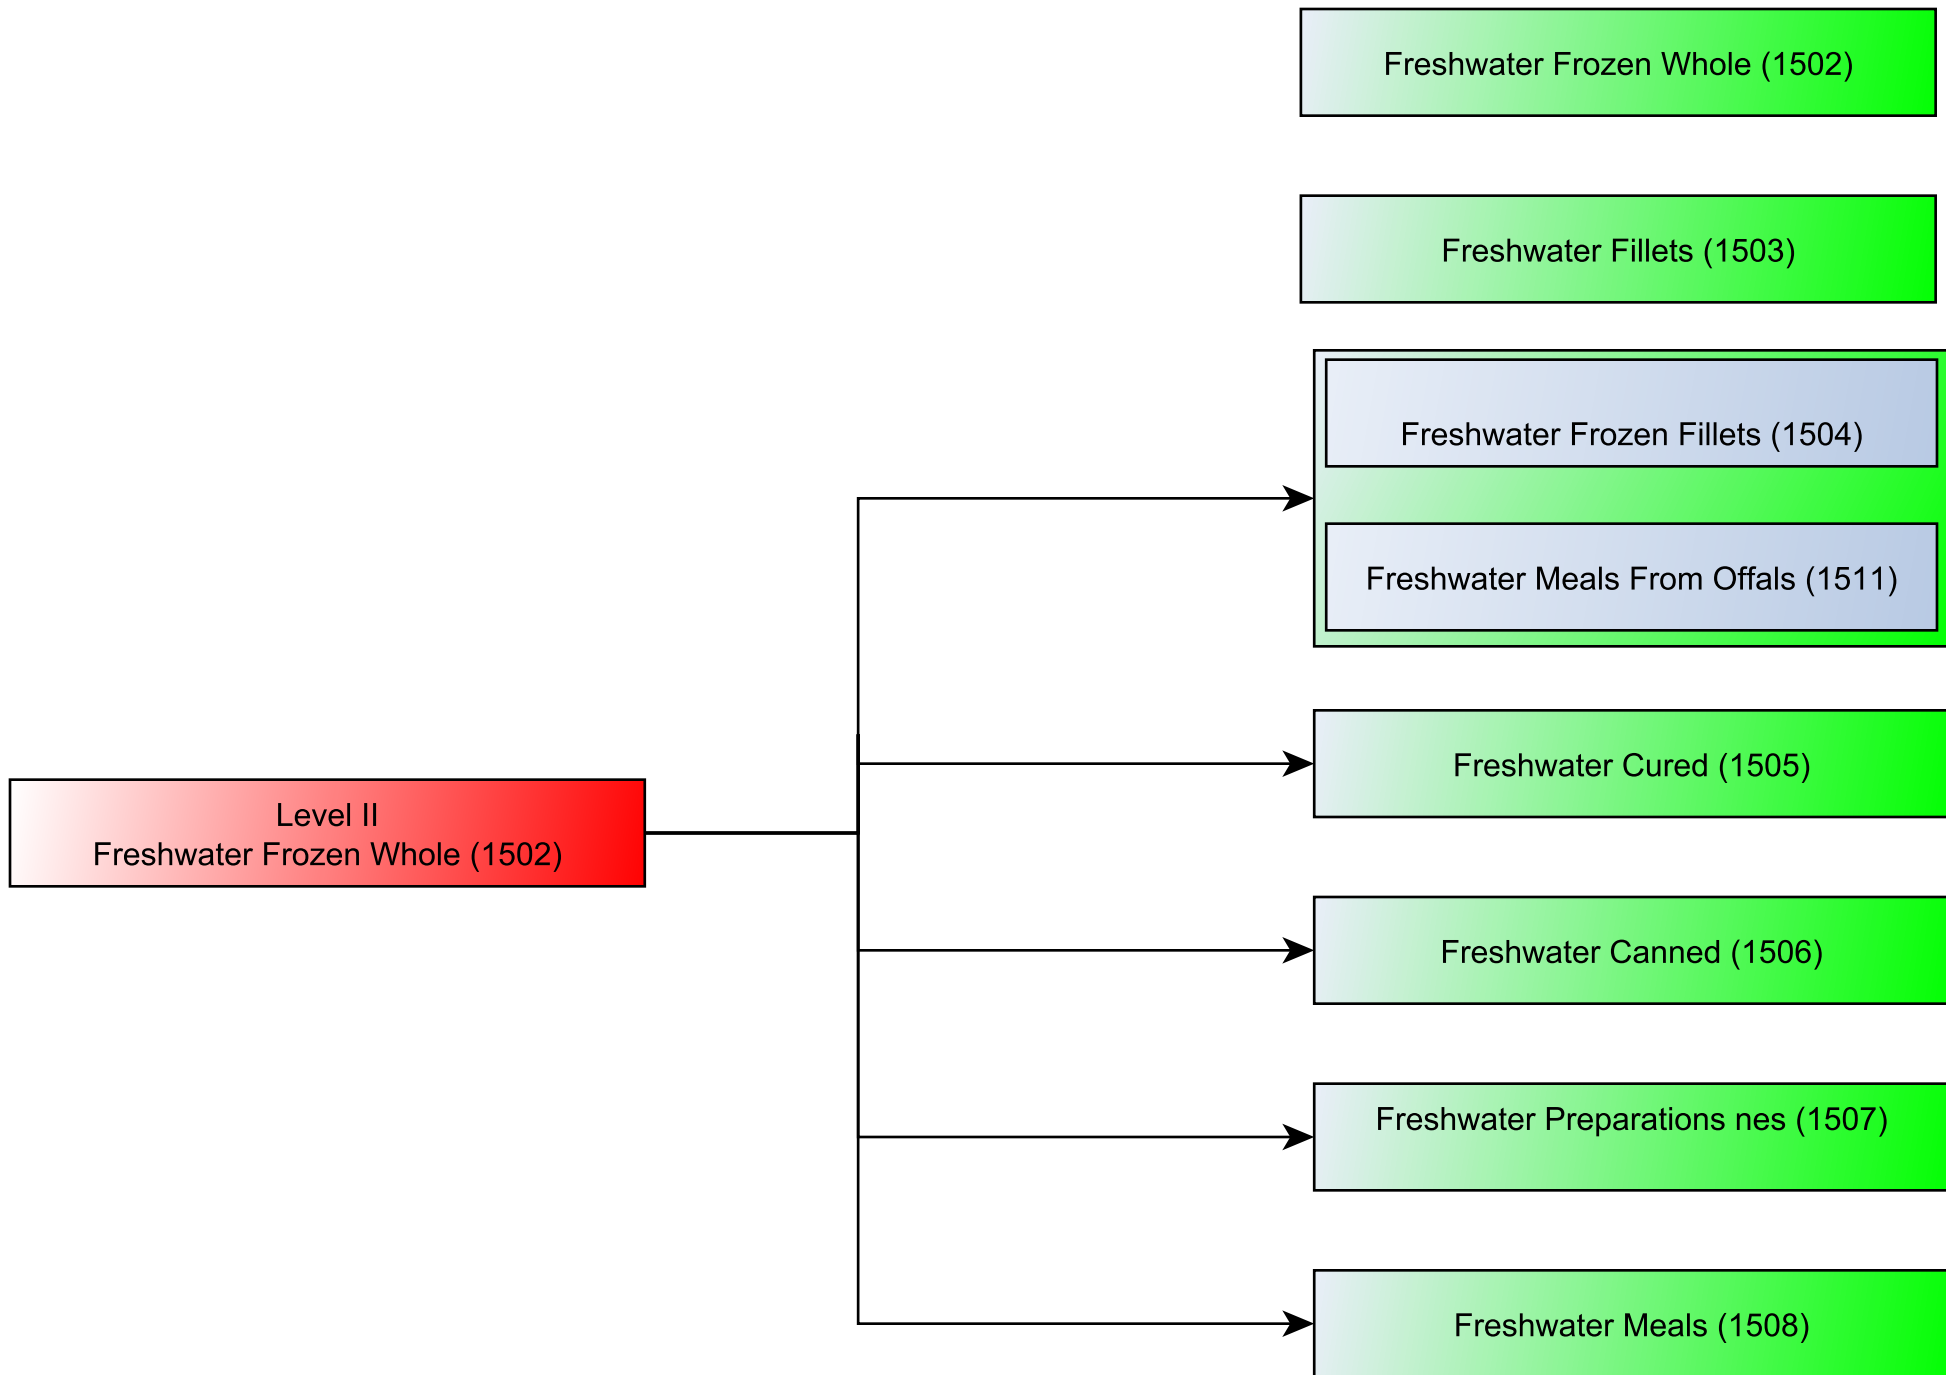 Freshwater Frozen Whole (1502)
Freshwater Fillets (1503)
Freshwater Frozen Fillets (1504)
Freshwater Meals From Offals (1511)
Freshwater Cured (1505)
Level II
Freshwater Frozen Whole (1502)
Freshwater Canned (1506)
Freshwater Preparations nes (1507)
Freshwater Meals (1508)